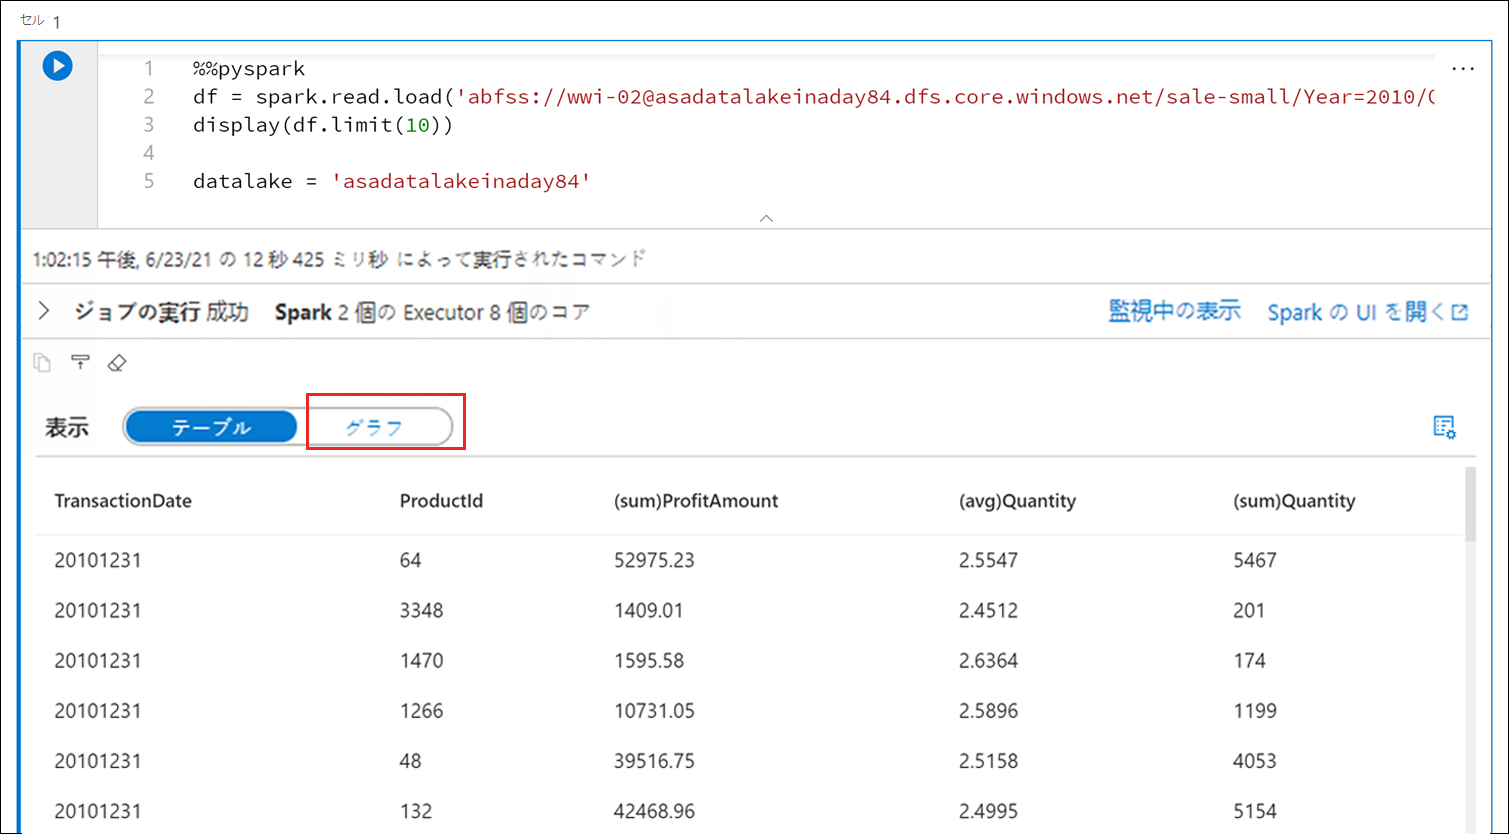 セル 1
1 %%pyspark
2 df = spark.read.load('abfss://wwi-02@asadatalakeinaday84.dfs.core.windows.net/sale-small/Year=2010/
3 display(df.limit(10))
4
5 datalake = 'asadatalakeinaday84'
1:02:15 午後, 6/23/21 の 12 秒 425 ミリ秒 によって実行されたコマンド
ジョブの実行 成功 Spark 2 個の Executor 8 個のコア 監視中の表示 Spark の UI を開く
表示 テーブル グラフ
TransactionDate ProductId (sum)ProfitAmount (avg)Quantity (sum)Quantity
20101231 64 52975.23 2.5547 5467
20101231 3348 1409.01 2.4512 201
20101231 1470 1595.58 2.6364 174
20101231 1266 10731.05 2.5896 1199
20101231 48 39516.75 2.5158 4053
20101231 132 42468.96 2.4995 5154